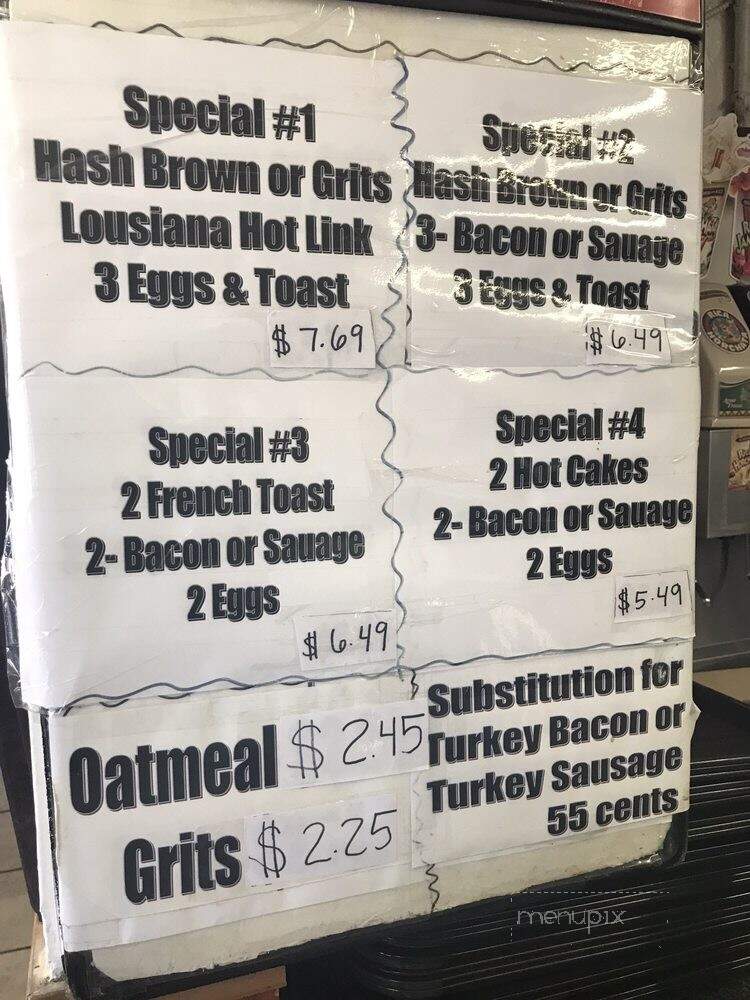 Special #1
Hash Brown or Grits
Lousiana Hot Link
3 Eggs & Toast
$ 7.69
Special #2
Hash Brown or Grits
3- Bacon or Sauage
3 Eggs & Toast
$ 6.49
Special #3
2 French Toast
2- Bacon or Sauage
2 Eggs
$ 6.49
Special #4
2 Hot Cakes
2- Bacon or Sauage
2 Eggs
$5.49
Oatmeal $ 2.45
Grits $ 2.25
Substitution for
Turkey Bacon or
Turkey Sausage
55 cents
menupix